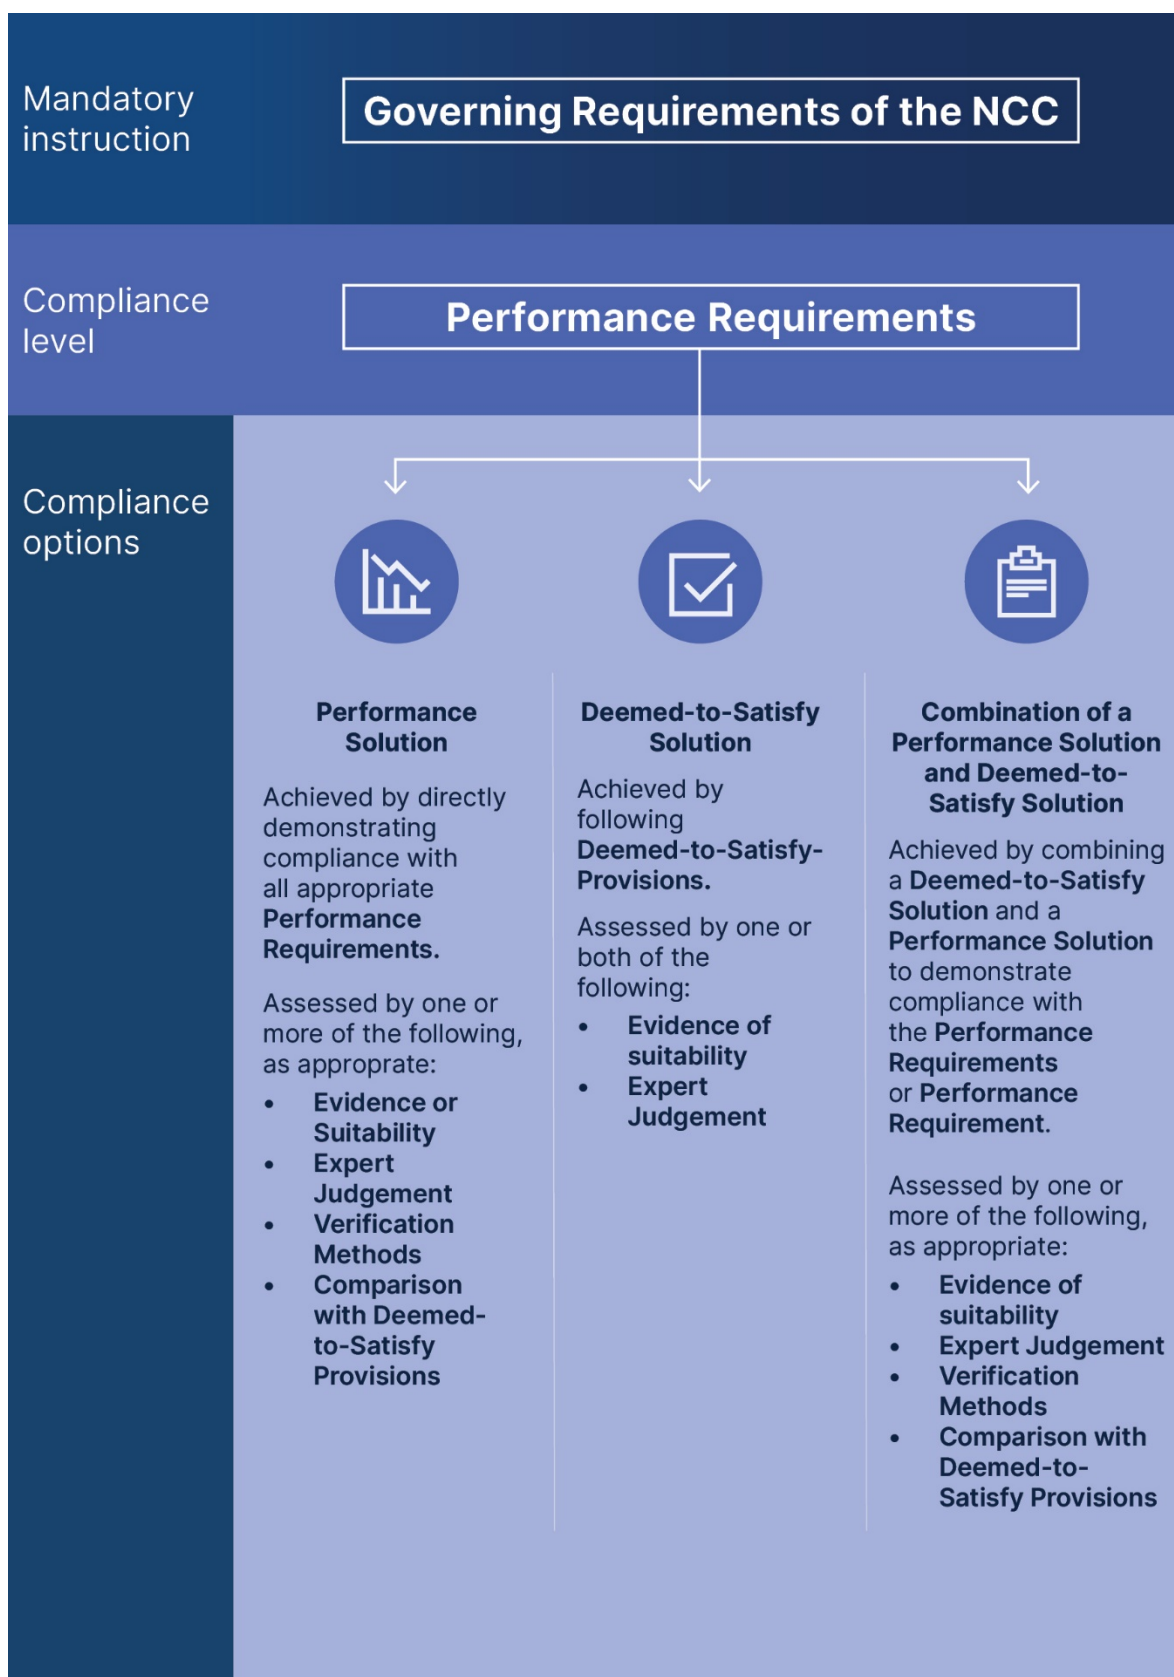 Mandatory
instruction
Governing Requirements of the NCC
Compliance
level
Performance Requirements
Compliance
options
Performance
Solution
Achieved by directly
demonstrating
compliance with
all appropriate
Performance
Requirements.
Assessed by one or
more of the following,
as approprate:
• Evidence or
Suitability
• Expert
Judgement
• Verification
Methods
• Comparison
with Deemed-
to-Satisfy
Provisions
Deemed-to-Satisfy
Solution
Achieved by
following
Deemed-to-Satisfy-
Provisions.
Assessed by one or
both of the
following:
• Evidence of
suitability
• Expert
Judgement
Combination of a
Performance Solution
and Deemed-to-
Satisfy Solution
Achieved by combining
a Deemed-to-Satisfy
Solution and a
Performance Solution
to demonstrate
compliance with
the Performance
Requirements
or Performance
Requirement.
Assessed by one or
more of the following,
as appropriate:
• Evidence of
suitability
• Expert Judgement
• Verification
Methods
• Comparison with
Deemed-to-
Satisfy Provisions